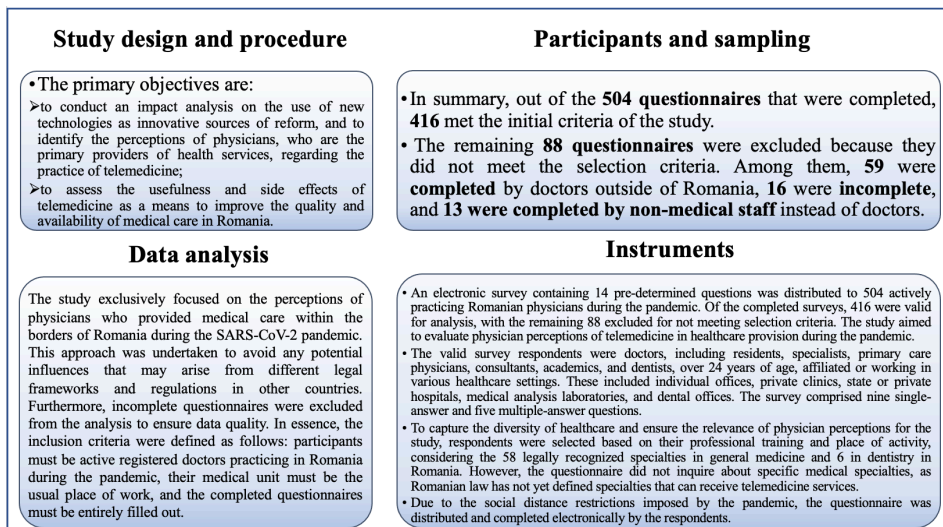 Study design and procedure
•The primary objectives are:
➢to conduct an impact analysis on the use of new
technologies as innovative sources of reform, and to
identify the perceptions of physicians, who are the
primary providers of health services, regarding the
practice of telemedicine;
➢to assess the usefulness and side effects of
telemedicine as a means to improve the quality and
availability of medical care in Romania.
Participants and sampling
•In summary, out of the 504 questionnaires that were completed,
416 met the initial criteria of the study.
• The remaining 88 questionnaires were excluded because they
did not meet the selection criteria. Among them, 59 were
completed by doctors outside of Romania, 16 were incomplete,
and 13 were completed by non-medical staff instead of doctors.
Data analysis
The study exclusively focused on the perceptions of
physicians who provided medical care within the
borders of Romania during the SARS-CoV-2 pandemic.
This approach was undertaken to avoid any potential
influences that may arise from different legal
frameworks and regulations in other countries.
Furthermore, incomplete questionnaires were excluded
from the analysis to ensure data quality. In essence, the
inclusion criteria were defined as follows: participants
must be active registered doctors practicing in Romania
during the pandemic, their medical unit must be the
usual place of work, and the completed questionnaires
must be entirely filled out.
Instruments
• An electronic survey containing 14 pre-determined questions was distributed to 504 actively
practicing Romanian physicians during the pandemic. Of the completed surveys, 416 were valid
for analysis, with the remaining 88 excluded for not meeting selection criteria. The study aimed
to evaluate physician perceptions of telemedicine in healthcare provision during the pandemic.
• The valid survey respondents were doctors, including residents, specialists, primary care
physicians, consultants, academics, and dentists, over 24 years of age, affiliated or working in
various healthcare settings. These included individual offices, private clinics, state or private
hospitals, medical analysis laboratories, and dental offices. The survey comprised nine single-
answer and five multiple-answer questions.
• To capture the diversity of healthcare and ensure the relevance of physician perceptions for the
study, respondents were selected based on their professional training and place of activity,
considering the 58 legally recognized specialties in general medicine and 6 in dentistry in
Romania. However, the questionnaire did not inquire about specific medical specialties, as
Romanian law has not yet defined specialties that can receive telemedicine services.
• Due to the social distance restrictions imposed by the pandemic, the questionnaire was
distributed and completed electronically by the respondents.